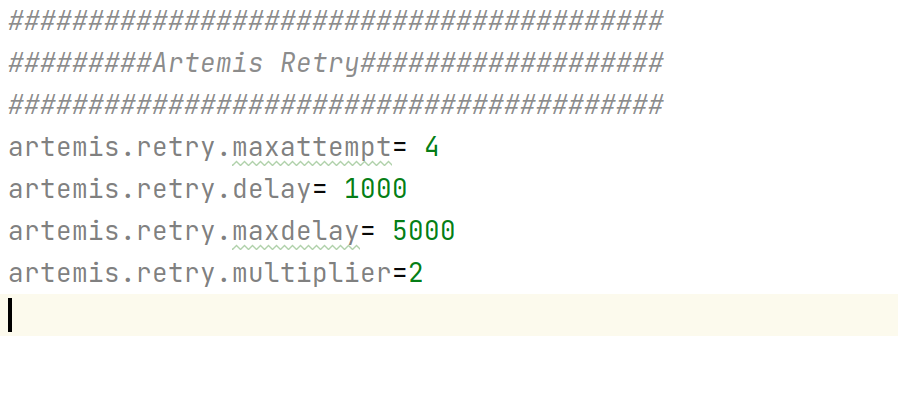 #########################################
#########Artemis Retry###################
#########################################
artemis.retry.maxattempt= 4
artemis.retry.delay= 1000
artemis.retry.maxdelay= 5000
artemis.retry.multiplier=2